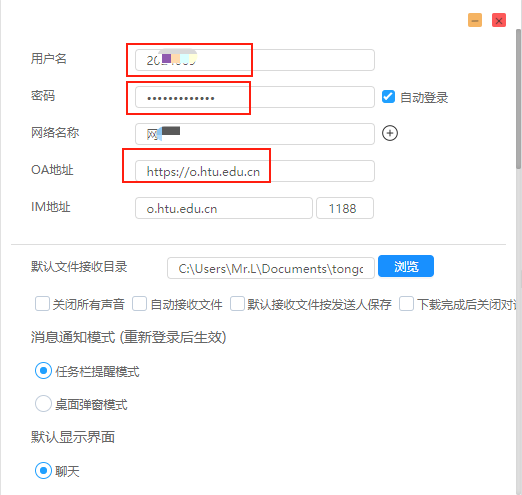 用户名
密码 ••••••••••••• 自动登录
网络名称 网
OA地址 https://o.htu.edu.cn
IM地址 o.htu.edu.cn 1188
默认文件接收目录 C:\Users\Mr.L\Documents\tongc 浏览
关闭所有声音 自动接收文件 默认接收文件按发送人保存 下载完成后关闭对
消息通知模式 (重新登录后生效)
任务栏提醒模式
桌面弹窗模式
默认显示界面
聊天